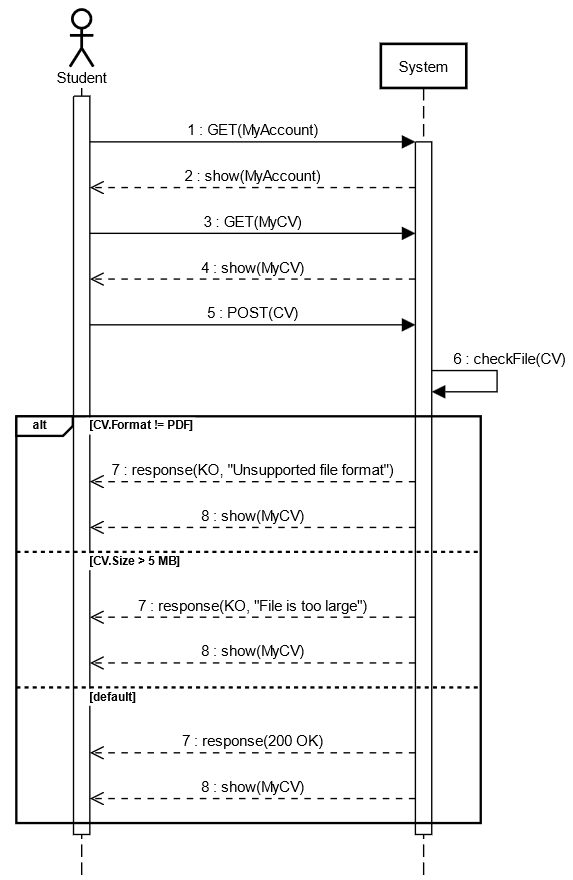 Student
System
1 : GET(MyAccount)
2 : show(MyAccount)
3 : GET(MyCV)
4 : show(MyCV)
5 : POST(CV)
6 : checkFile(CV)
alt
[CV.Format != PDF]
7 : response(KO, "Unsupported file format")
8 : show(MyCV)
[CV.Size > 5 MB]
7 : response(KO, "File is too large")
8 : show(MyCV)
[default]
7 : response(200 OK)
8 : show(MyCV)